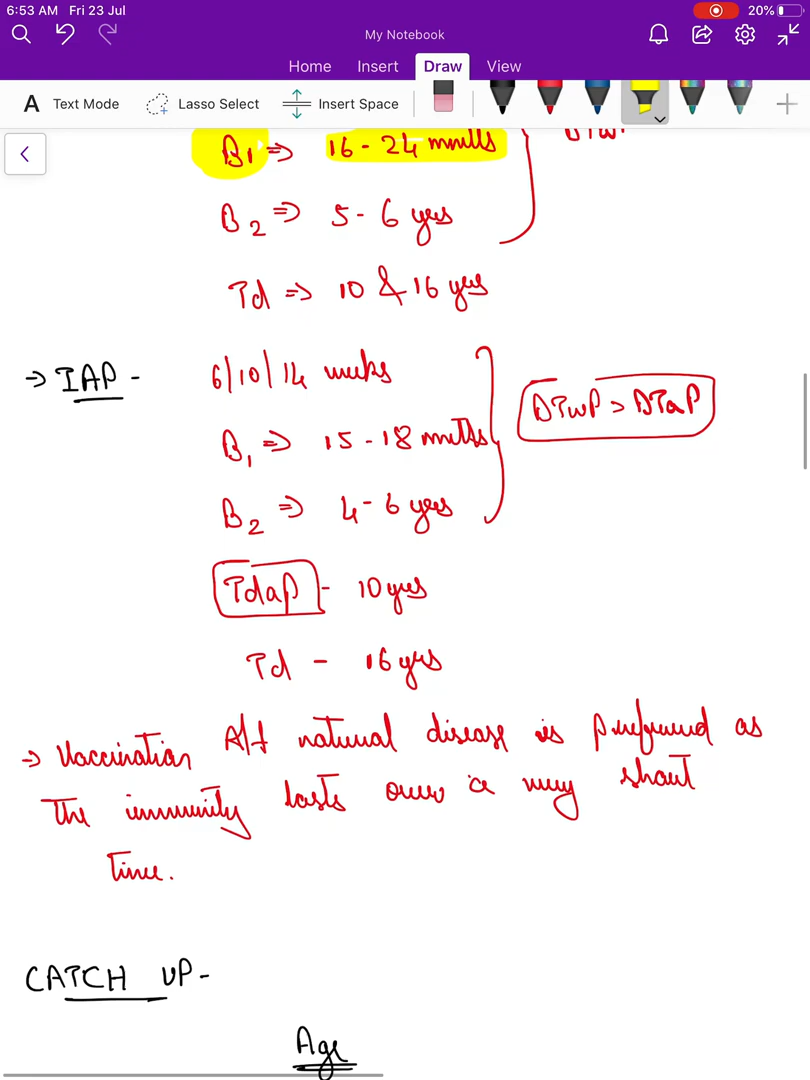 6:53 AM Fri 23 Jul 20%
My Notebook
Home Insert Draw View
A Text Mode Lasso Select Insert Space
B1 => 16 - 24 mnths
B2 => 5 - 6 yrs
Td => 10 & 16 yrs
→ IAP - 6/10/14 weeks
B1 => 15 - 18 mnths
DTwP > DTaP
B2 => 4 - 6 yrs
Tdap - 10 yrs
Td - 16 yrs
→ Vaccination A/f natural disease is preferred as
the immunity lasts over a very short
time.
CATCH UP -
Age